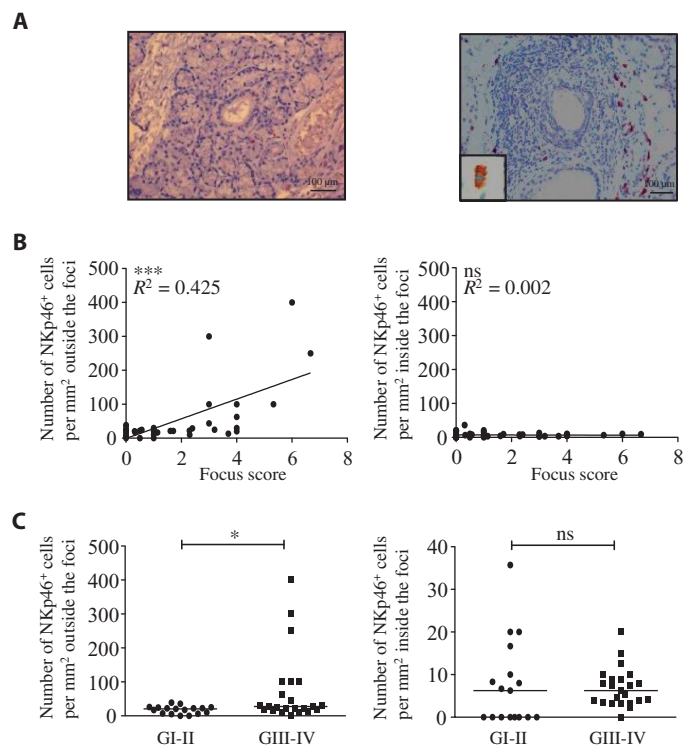 A
100 µm
100 µm
B
Number of NKp46⁺ cells
per mm² outside the foci
500
400
300
200
100
0
***
R² = 0.425
0 2 4 6 8
Focus score
Number of NKp46⁺ cells
per mm² inside the foci
500
400
300
200
100
0
ns
R² = 0.002
0 2 4 6 8
Focus score
C
Number of NKp46⁺ cells
per mm² outside the foci
500
400
300
200
100
0
*
GI-II GIII-IV
Number of NKp46⁺ cells
per mm² inside the foci
40
30
20
10
0
ns
GI-II GIII-IV